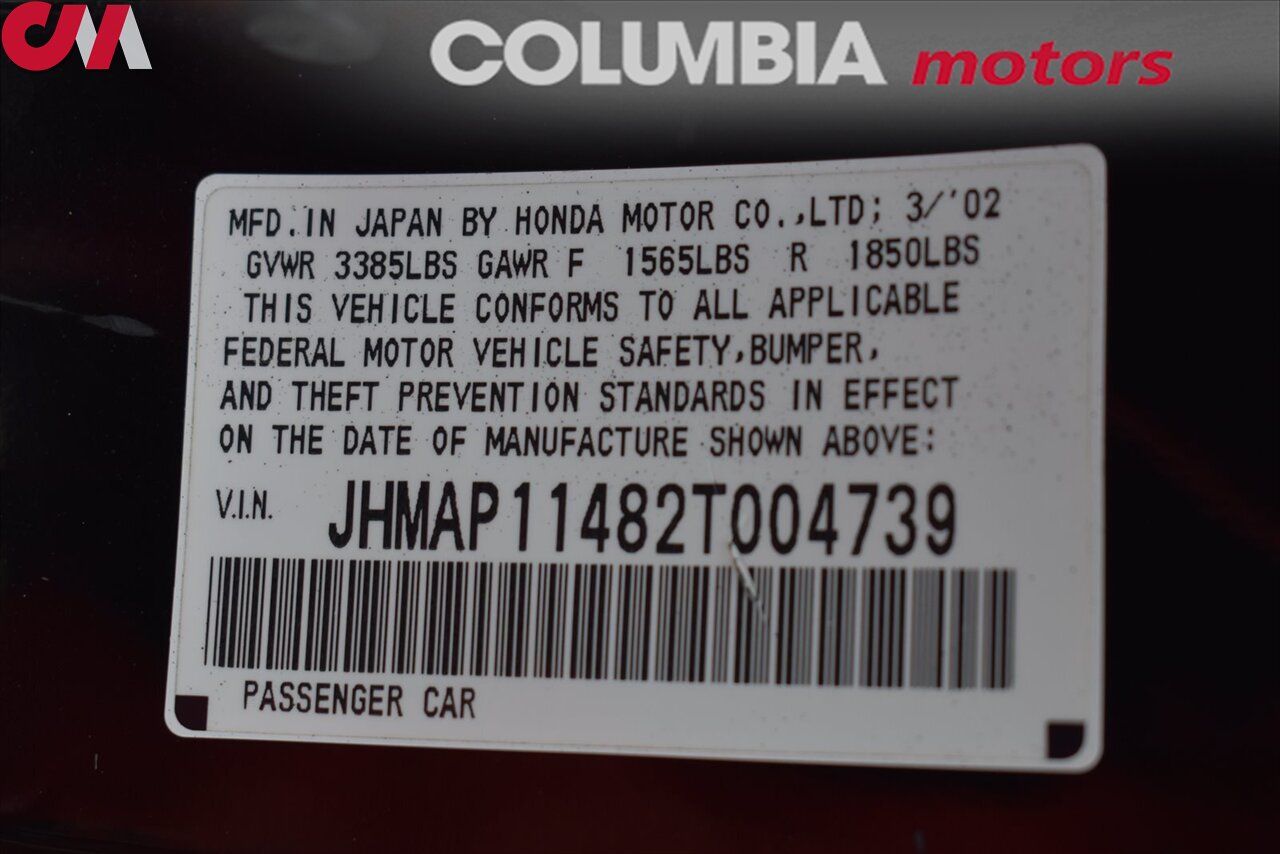 CM
COLUMBIA motors
MFD. IN JAPAN BY HONDA MOTOR CO.,LTD; 3/'02
GVWR 3385LBS GAWR F 1565LBS R 1850LBS
THIS VEHICLE CONFORMS TO ALL APPLICABLE
FEDERAL MOTOR VEHICLE SAFETY,BUMPER,
AND THEFT PREVENTION STANDARDS IN EFFECT
ON THE DATE OF MANUFACTURE SHOWN ABOVE:
V.I.N. JHMAP11482T004739
PASSENGER CAR